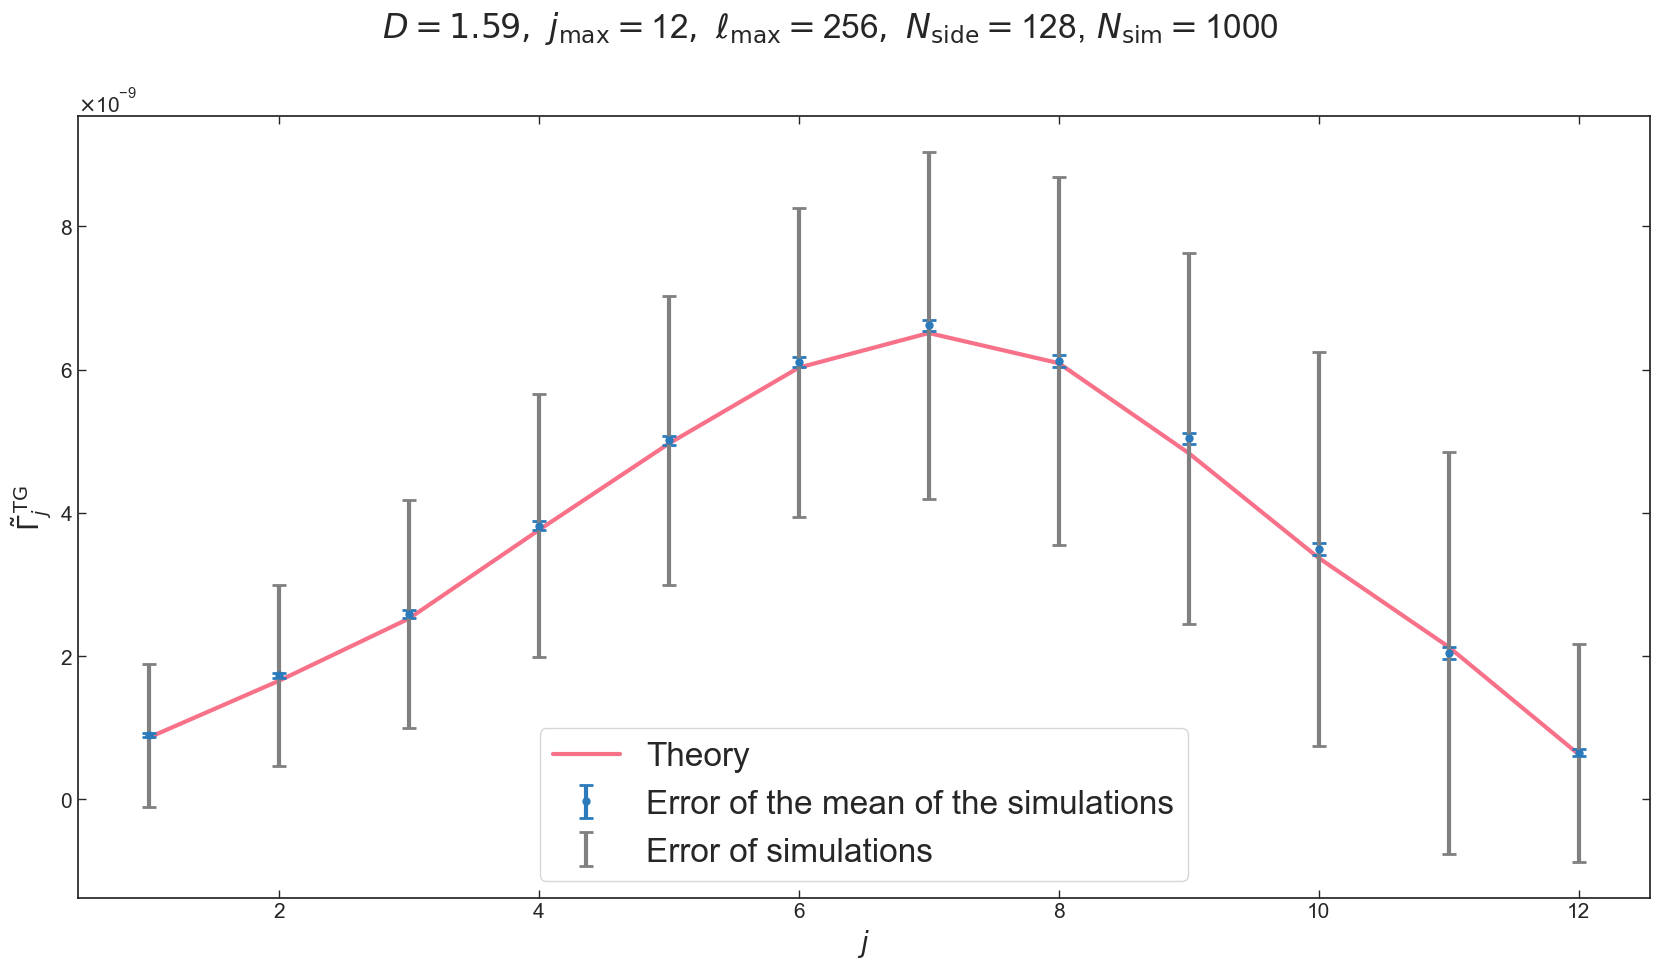 D = 1.59, j_max = 12, ℓ_max = 256, N_side = 128, N_sim = 1000
×10⁻⁹
8
6
4
2
0
Γ̃_j^TG
Theory
Error of the mean of the simulations
Error of simulations
2 4 6 8 10 12
j